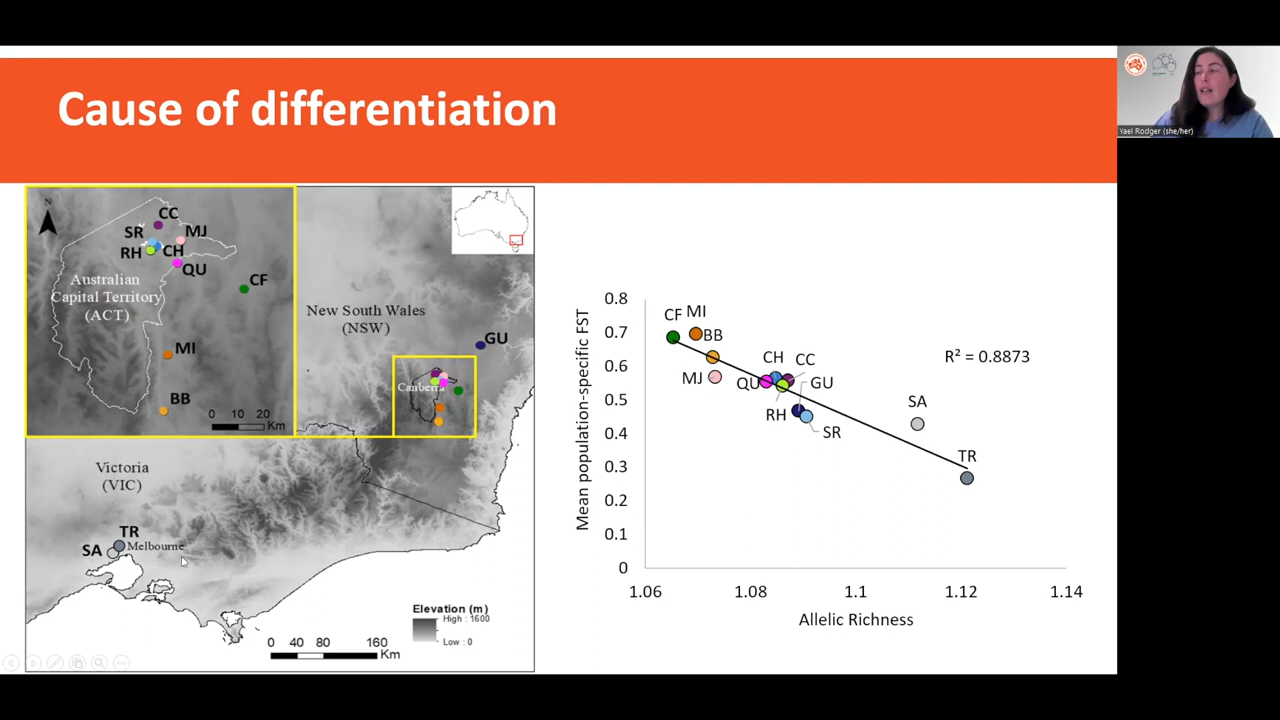 Cause of differentiation
Yael Rodger (she/her)
N
CC
SR
MJ
RH
CH
QU
CF
Australian
Capital Territory
(ACT)
MI
BB
0 10 20
Km
New South Wales
(NSW)
GU
Canberra
Victoria
(VIC)
TR
SA
Melbourne
Elevation (m)
High : 1600
Low : 0
0 40 80 160
Km
Mean population-specific FST
0.8
0.7
0.6
0.5
0.4
0.3
0.2
0.1
0
CF MI
BB
MJ
CH
CC
QU
GU
RH
SR
SA
TR
R² = 0.8873
1.06 1.08 1.1 1.12 1.14
Allelic Richness